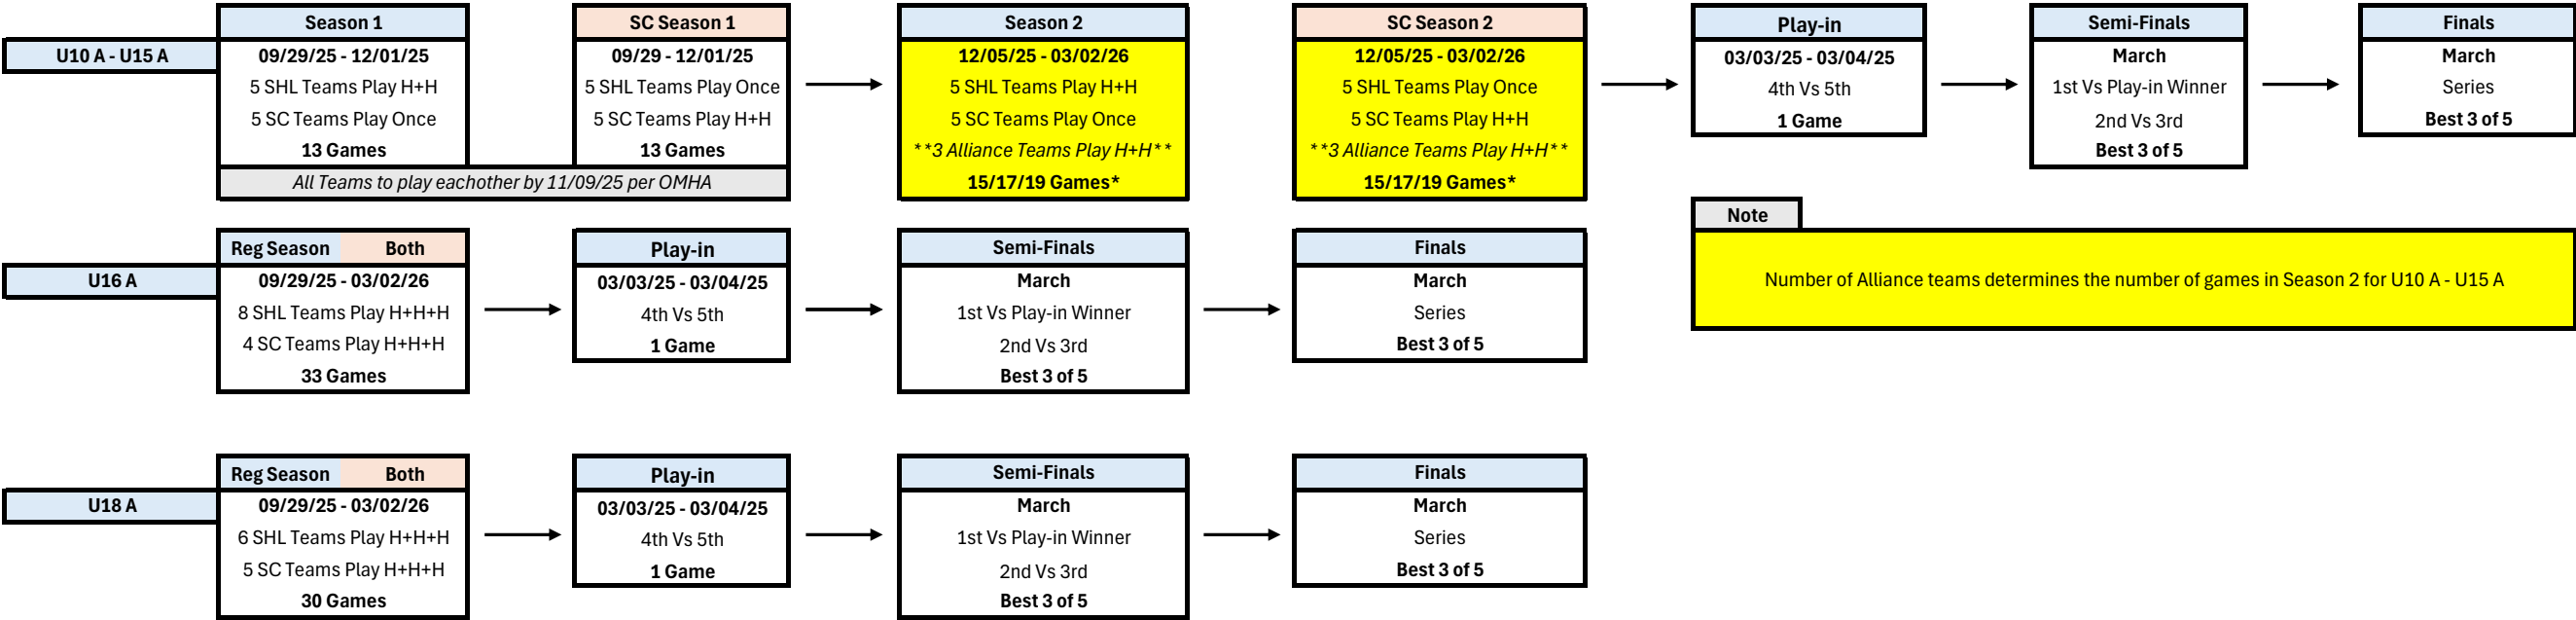 U10 A - U15 A
Season 1
09/29/25 - 12/01/25
5 SHL Teams Play H+H
5 SC Teams Play Once
13 Games
SC Season 1
09/29 - 12/01/25
5 SHL Teams Play Once
5 SC Teams Play H+H
13 Games
All Teams to play eachother by 11/09/25 per OMHA
Season 2
12/05/25 - 03/02/26
5 SHL Teams Play H+H
5 SC Teams Play Once
**3 Alliance Teams Play H+H**
15/17/19 Games*
SC Season 2
12/05/25 - 03/02/26
5 SHL Teams Play Once
5 SC Teams Play H+H
**3 Alliance Teams Play H+H**
15/17/19 Games*
Play-in
03/03/25 - 03/04/25
4th Vs 5th
1 Game
Semi-Finals
March
1st Vs Play-in Winner
2nd Vs 3rd
Best 3 of 5
Finals
March
Series
Best 3 of 5
Note
Number of Alliance teams determines the number of games in Season 2 for U10 A - U15 A
U16 A
Reg Season Both
09/29/25 - 03/02/26
8 SHL Teams Play H+H+H
4 SC Teams Play H+H+H
33 Games
Play-in
03/03/25 - 03/04/25
4th Vs 5th
1 Game
Semi-Finals
March
1st Vs Play-in Winner
2nd Vs 3rd
Best 3 of 5
Finals
March
Series
Best 3 of 5
U18 A
Reg Season Both
09/29/25 - 03/02/26
6 SHL Teams Play H+H+H
5 SC Teams Play H+H+H
30 Games
Play-in
03/03/25 - 03/04/25
4th Vs 5th
1 Game
Semi-Finals
March
1st Vs Play-in Winner
2nd Vs 3rd
Best 3 of 5
Finals
March
Series
Best 3 of 5